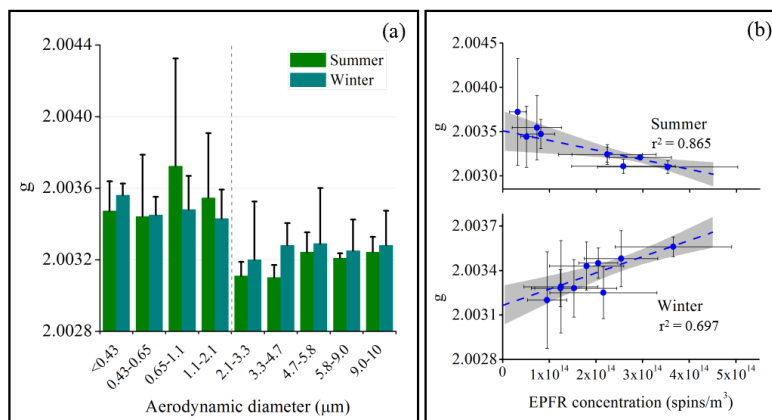 (a)
Summer
Winter
2.0044
2.0040
2.0036
2.0032
2.0028
g
<0.43
0.43-0.65
0.65-1.1
1.1-2.1
2.1-3.3
3.3-4.7
4.7-5.8
5.8-9.0
9.0-10
Aerodynamic diameter (μm)
(b)
2.0045
2.0040
2.0035
2.0030
g
Summer
r² = 0.865
2.0037
2.0034
2.0031
2.0028
g
Winter
r² = 0.697
0 1x10¹⁴ 2x10¹⁴ 3x10¹⁴ 4x10¹⁴ 5x10¹⁴
EPFR concentration (spins/m³)